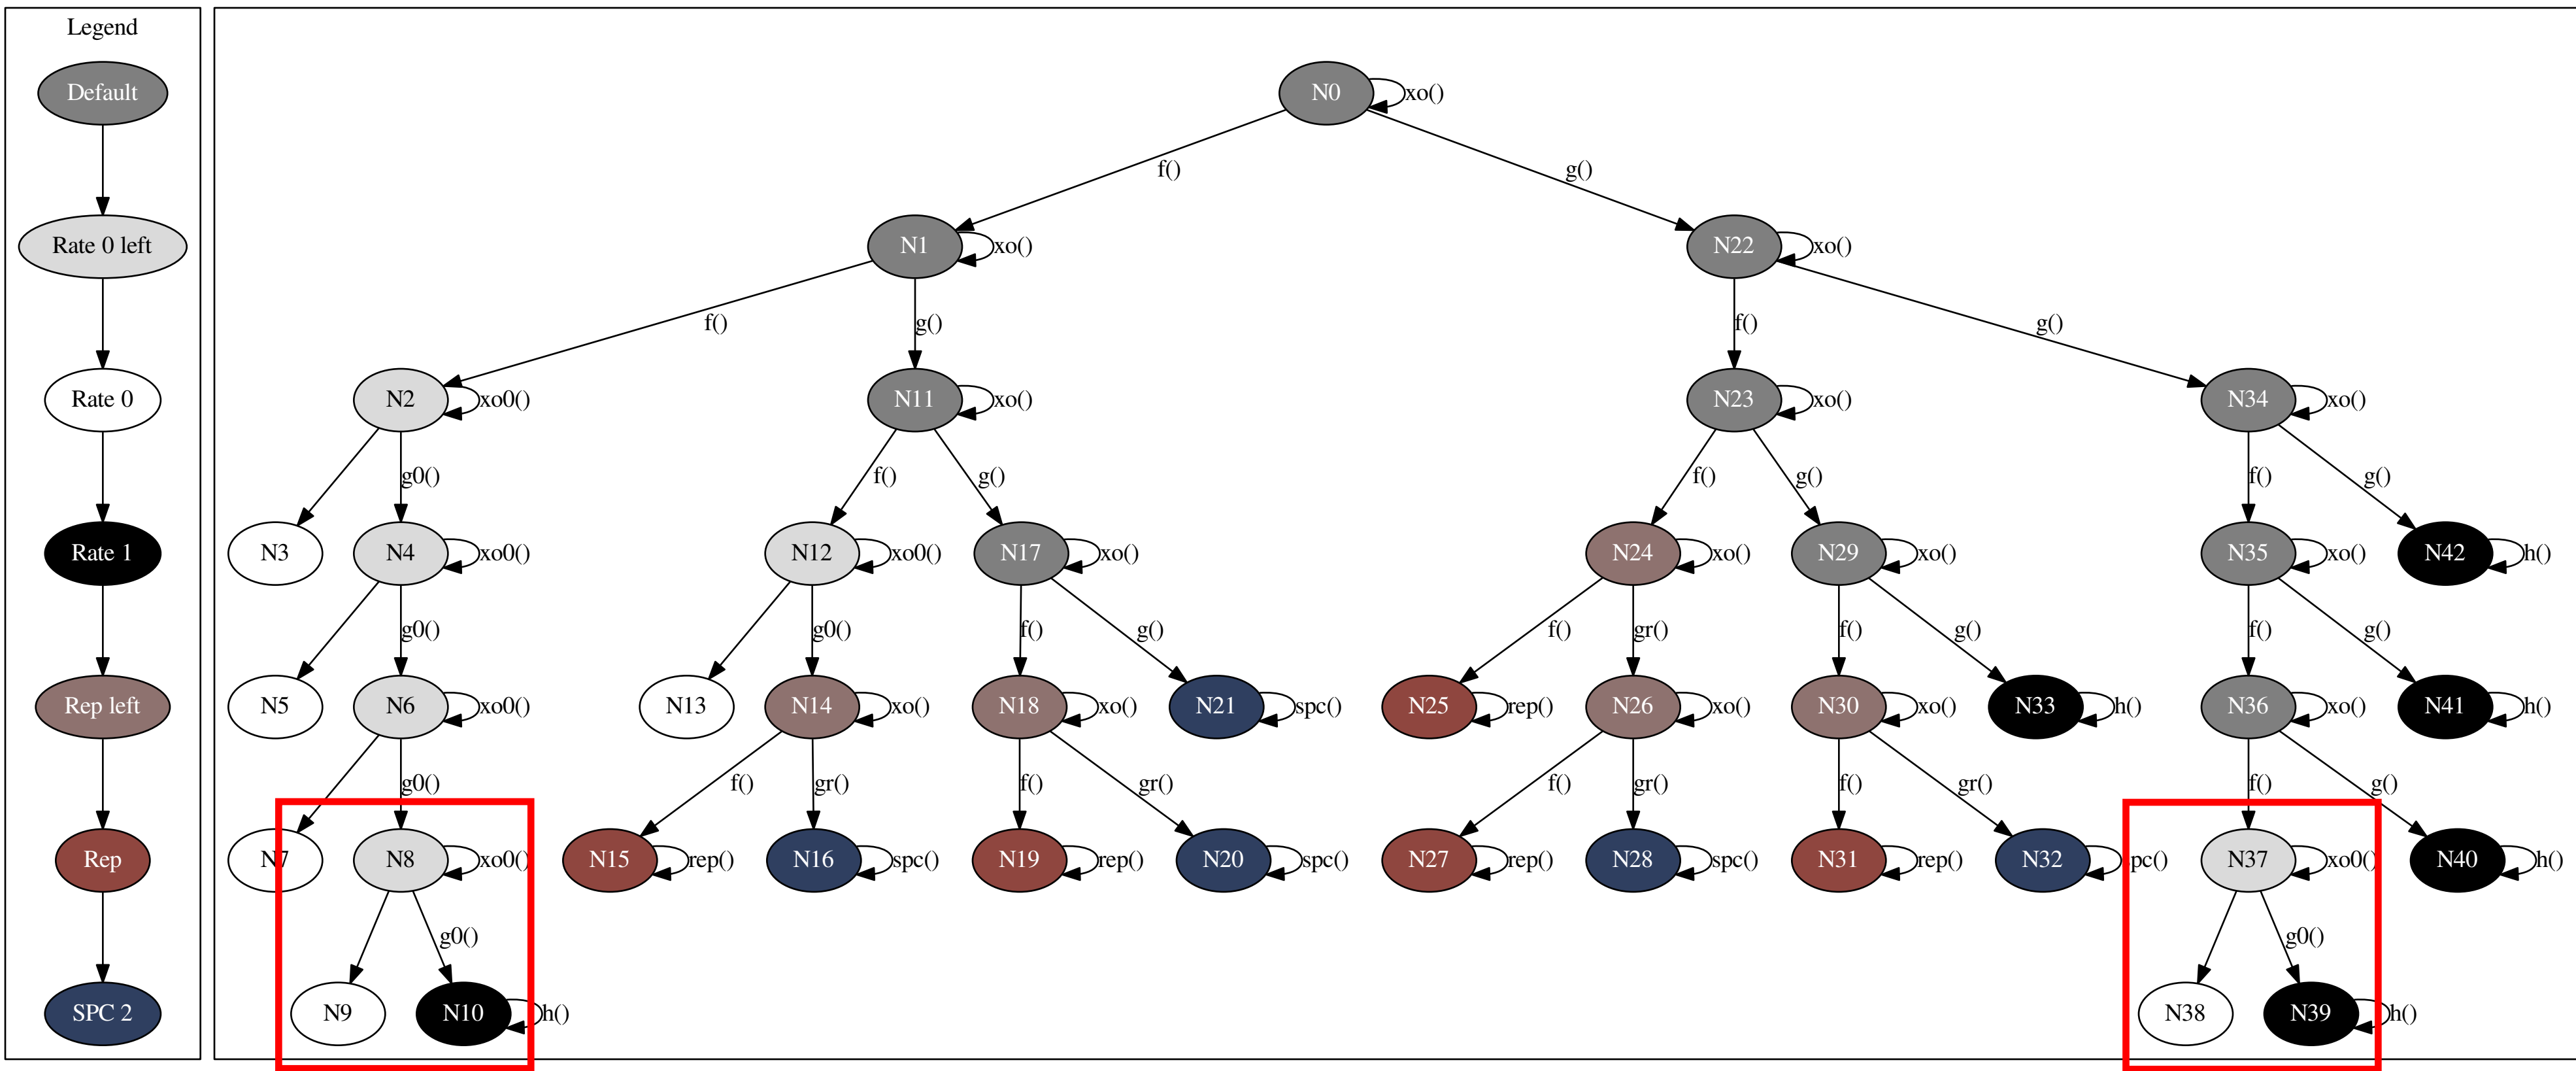 Legend
Default
Rate 0 left
Rate 0
Rate 1
Rep left
Rep
SPC 2
N0 xo()
f() g()
N1 xo() N22 xo()
f() g() f() g()
N2 xo0() N11 xo() N23 xo() N34 xo()
g0() f() g() f() g() f() g()
N3 N4 xo0() N12 xo0() N17 xo() N24 xo() N29 xo() N35 xo() N42 h()
g0() g0() f() g() f() gr() f() g() f() g()
N5 N6 xo0() N13 N14 xo() N18 xo() N21 spc() N25 rep() N26 xo() N30 xo() N33 h() N36 xo() N41 h()
g0() f() gr() f() gr() f() gr() f() gr() f() g()
N7 N8 xo0() N15 rep() N16 spc() N19 rep() N20 spc() N27 rep() N28 spc() N31 rep() N32 spc() N37 xo0() N40 h()
g0() g0()
N9 N10 h() N38 N39 h()